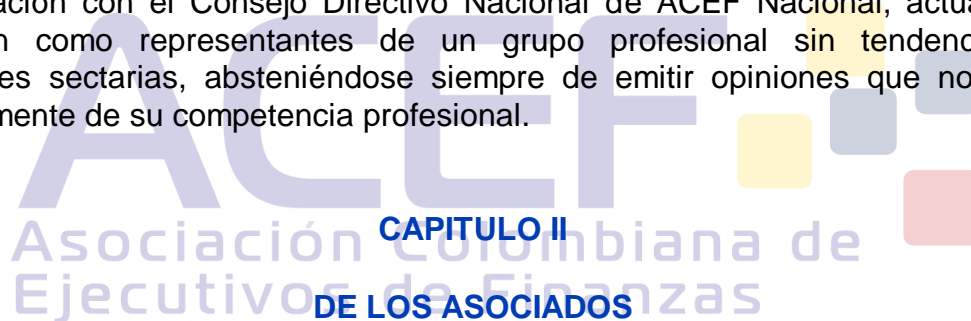 ación con el Consejo Directivo Nacional de ACEF Nacional, actua
n como representantes de un grupo profesional sin tendenc
es sectarias, absteniéndose siempre de emitir opiniones que no
mente de su competencia profesional.
ACEF
CAPITULO II
Asociación Colombiana de
DE LOS ASOCIADOS
Ejecutivos de Finanzas